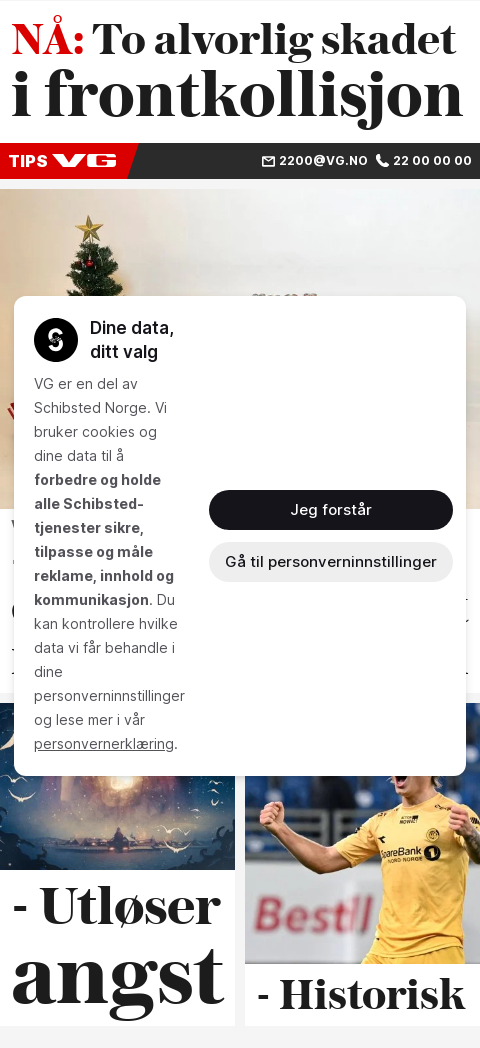 NÅ: To alvorlig skadet
i frontkollisjon
TIPS VG
2200@VG.NO 22 00 00 00
Dine data,
ditt valg
VG er en del av
Schibsted Norge. Vi
bruker cookies og
dine data til å
forbedre og holde
alle Schibsted-
tjenester sikre,
tilpasse og måle
reklame, innhold og
kommunikasjon. Du
kan kontrollere hvilke
data vi får behandle i
dine
personverninnstillinger
og lese mer i vår
personvernerklæring.
Jeg forstår
Gå til personverninnstillinger
SpareBank 1
NORD-NORGE
- Utløser
angst
- Historisk